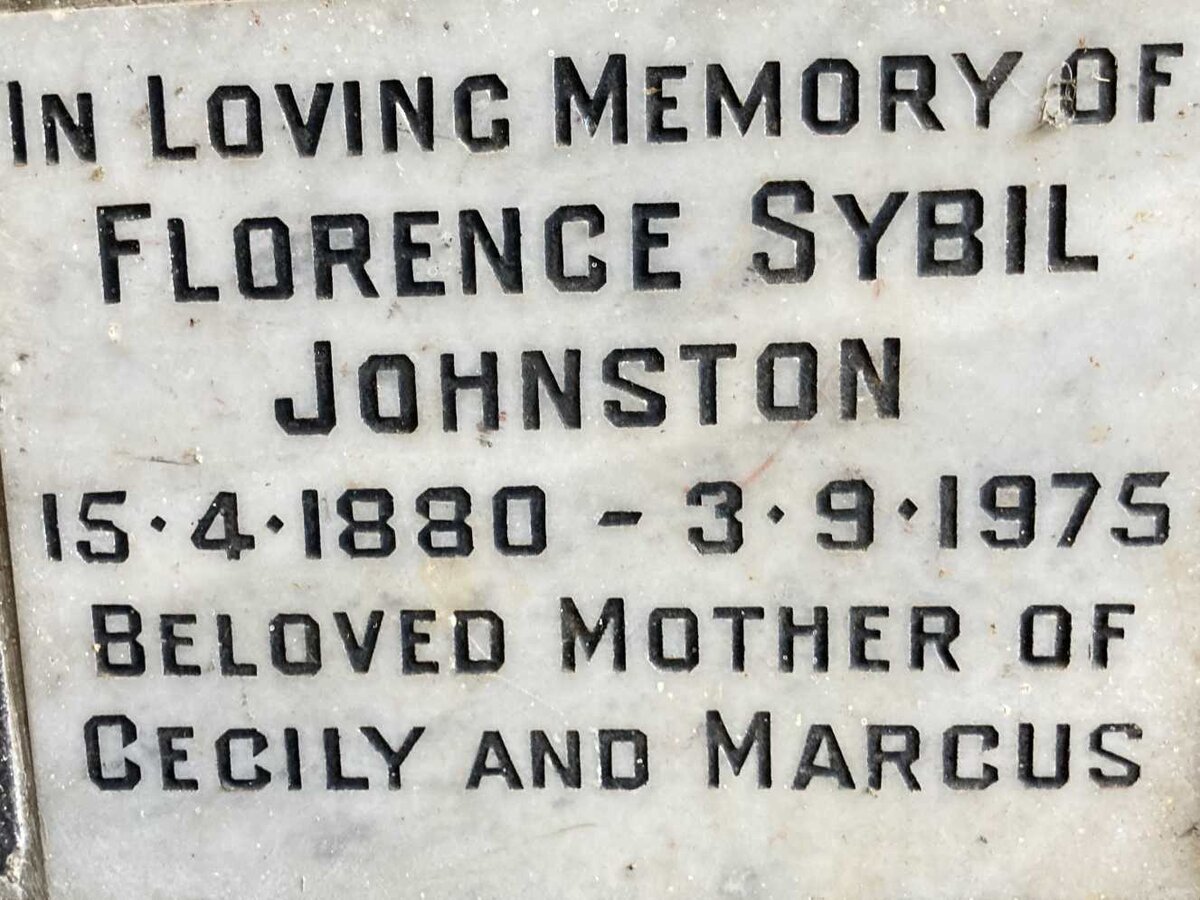 IN LOVING MEMORY OF
FLORENCE SYBIL
JOHNSTON
15·4·1880 – 3·9·1975
BELOVED MOTHER OF
CECILY AND MARCUS